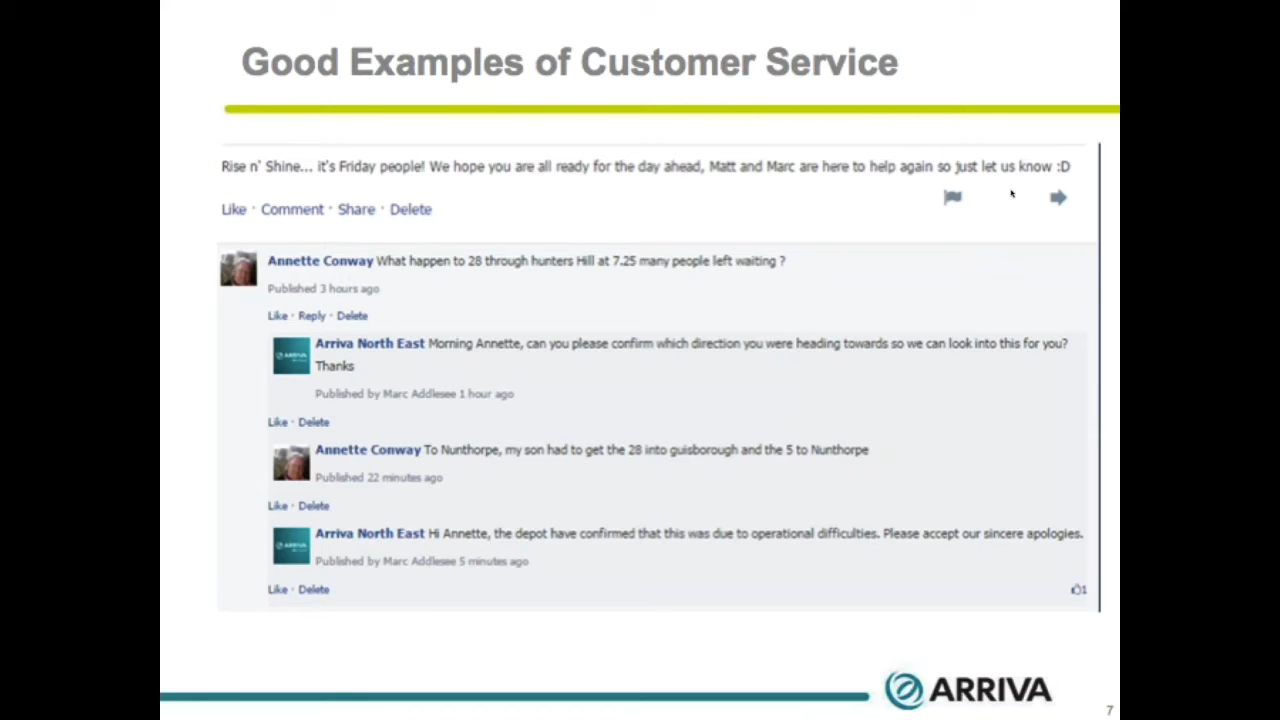 Good Examples of Customer Service
Rise n' Shine... it's Friday people! We hope you are all ready for the day ahead, Matt and Marc are here to help again so just let us know :D
Like · Comment · Share · Delete
Annette Conway What happen to 28 through hunters Hill at 7.25 many people left waiting ?
Published 3 hours ago
Like · Reply · Delete
Arriva North East Morning Annette, can you please confirm which direction you were heading towards so we can look into this for you?
Thanks
Published by Marc Addlesee 1 hour ago
Like · Delete
Annette Conway To Nunthorpe, my son had to get the 28 into guisborough and the 5 to Nunthorpe
Published 22 minutes ago
Like · Delete
Arriva North East Hi Annette, the depot have confirmed that this was due to operational difficulties. Please accept our sincere apologies.
Published by Marc Addlesee 5 minutes ago
Like · Delete
1
ARRIVA
7